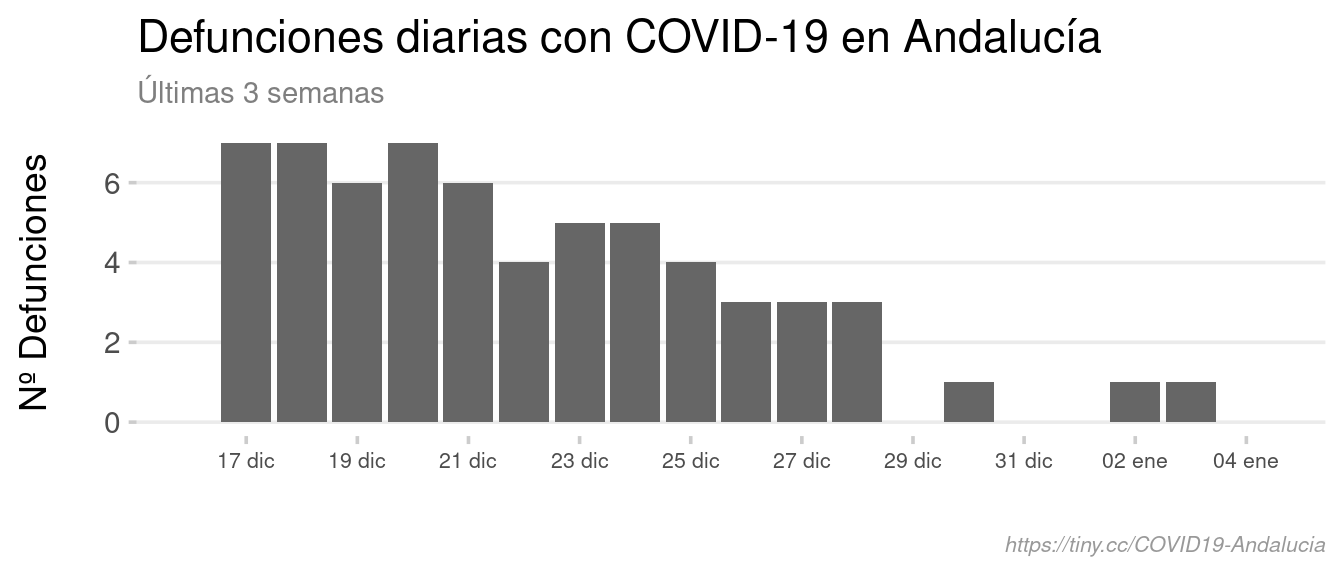 Defunciones diarias con COVID-19 en Andalucía
Últimas 3 semanas
Nº Defunciones
6
4
2
0
17 dic 19 dic 21 dic 23 dic 25 dic 27 dic 29 dic 31 dic 02 ene 04 ene
https://tiny.cc/COVID19-Andalucia